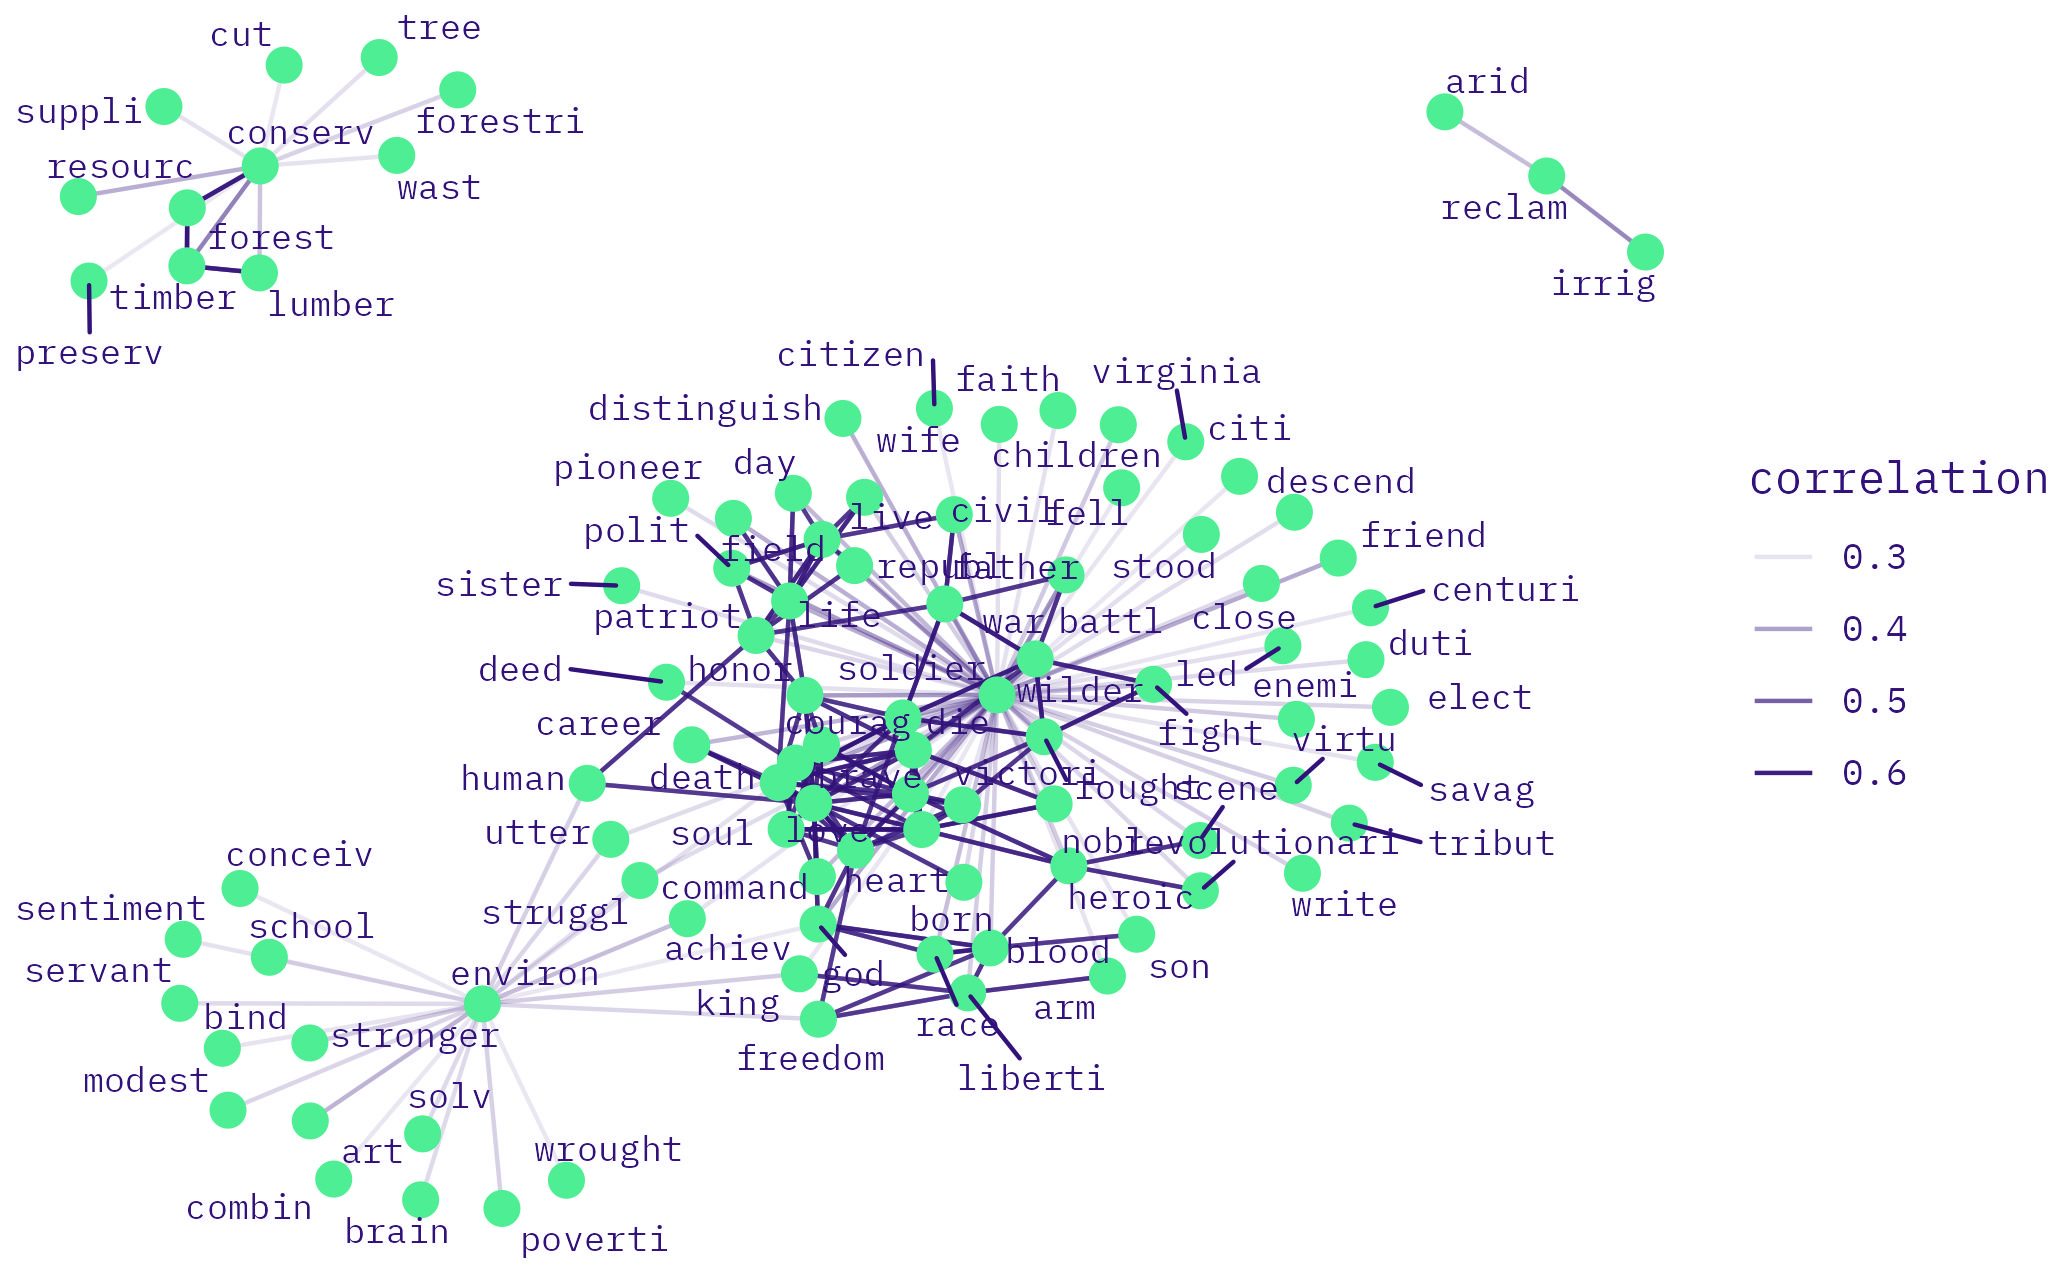 cut
tree
suppli
conserv
forestri
resourc
wast
forest
timber
lumber
preserv
arid
reclam
irrig
citizen
faith
virginia
distinguish
wife
citi
children
pioneer
day
descend
live
civil
fell
polit
field
friend
republ
father
stood
sister
centuri
patriot
life
war
battl
close
duti
deed
honor
soldier
led
wilder
enemi
elect
career
courag
die
fight
virtu
human
death
brave
victori
fought
scene
savag
utter
soul
love
nobl
revolutionari
tribut
conceiv
command
heart
heroic
write
sentiment
school
struggl
born
achiev
blood
servant
environ
god
son
king
arm
bind
stronger
race
freedom
modest
liberti
solv
art
wrought
combin
brain
poverti
correlation
0.3
0.4
0.5
0.6